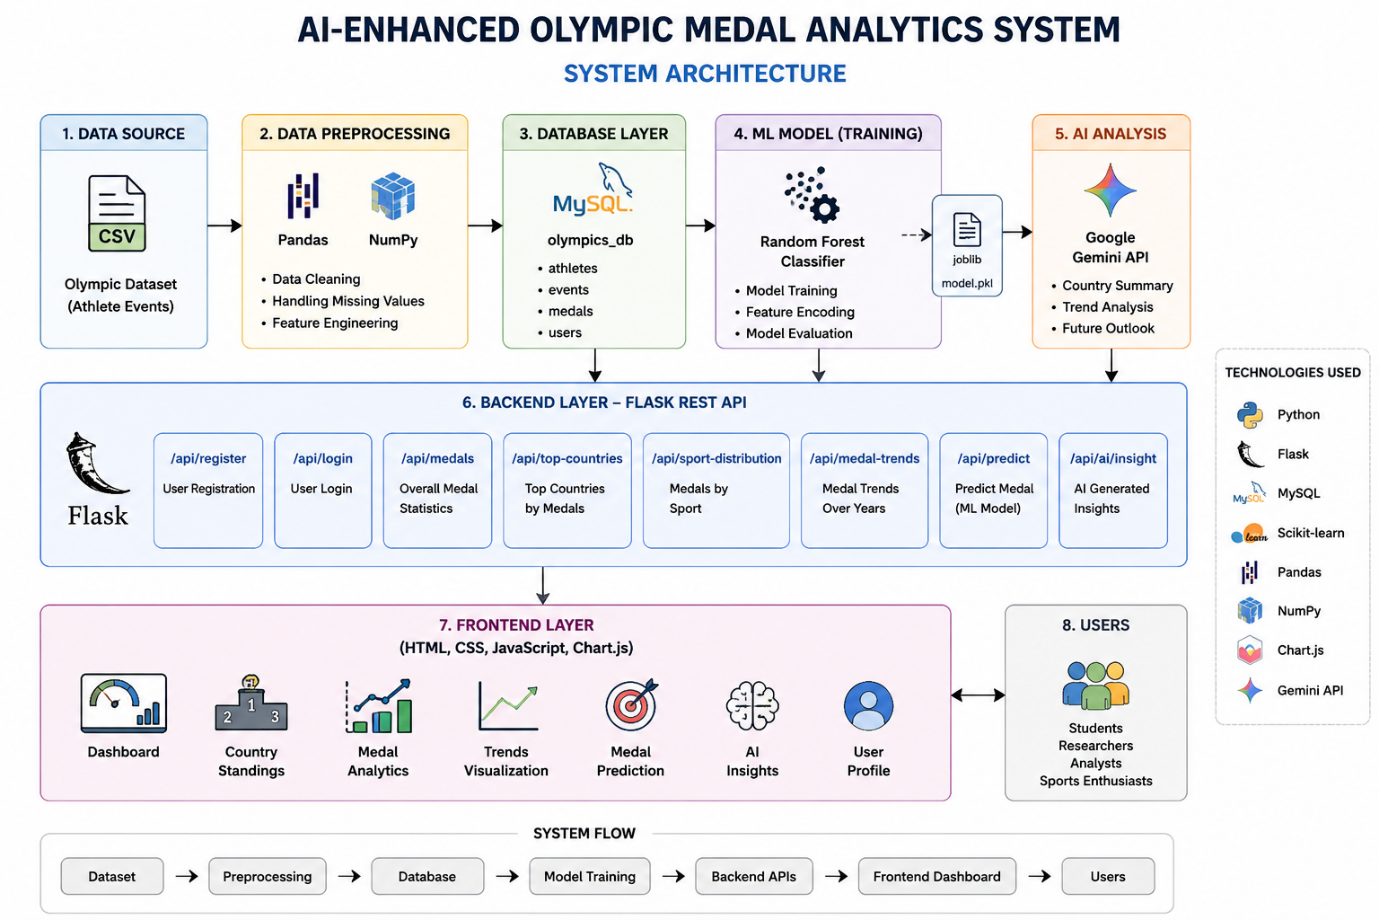 AI-ENHANCED OLYMPIC MEDAL ANALYTICS SYSTEM
SYSTEM ARCHITECTURE
1. DATA SOURCE
CSV
Olympic Dataset
(Athlete Events)
2. DATA PREPROCESSING
Pandas
NumPy
• Data Cleaning
• Handling Missing Values
• Feature Engineering
3. DATABASE LAYER
MySQL.
olympics_db
• athletes
• events
• medals
• users
4. ML MODEL (TRAINING)
Random Forest
Classifier
• Model Training
• Feature Encoding
• Model Evaluation
joblib
model.pkl
5. AI ANALYSIS
Google
Gemini API
• Country Summary
• Trend Analysis
• Future Outlook
6. BACKEND LAYER – FLASK REST API
Flask
/api/register
User Registration
/api/login
User Login
/api/medals
Overall Medal
Statistics
/api/top-countries
Top Countries
by Medals
/api/sport-distribution
Medals by
Sport
/api/medal-trends
Medal Trends
Over Years
/api/predict
Predict Medal
(ML Model)
/api/ai/insight
AI Generated
Insights
TECHNOLOGIES USED
Python
Flask
MySQL
MySQL
learn
Scikit-learn
Pandas
NumPy
Chart.js
Gemini API
7. FRONTEND LAYER
(HTML, CSS, JavaScript, Chart.js)
Dashboard
2 1 3
Country
Standings
Medal
Analytics
Trends
Visualization
Medal
Prediction
AI
Insights
User
Profile
8. USERS
Students
Researchers
Analysts
Sports Enthusiasts
SYSTEM FLOW
Dataset
Preprocessing
Database
Model Training
Backend APIs
Frontend Dashboard
Users